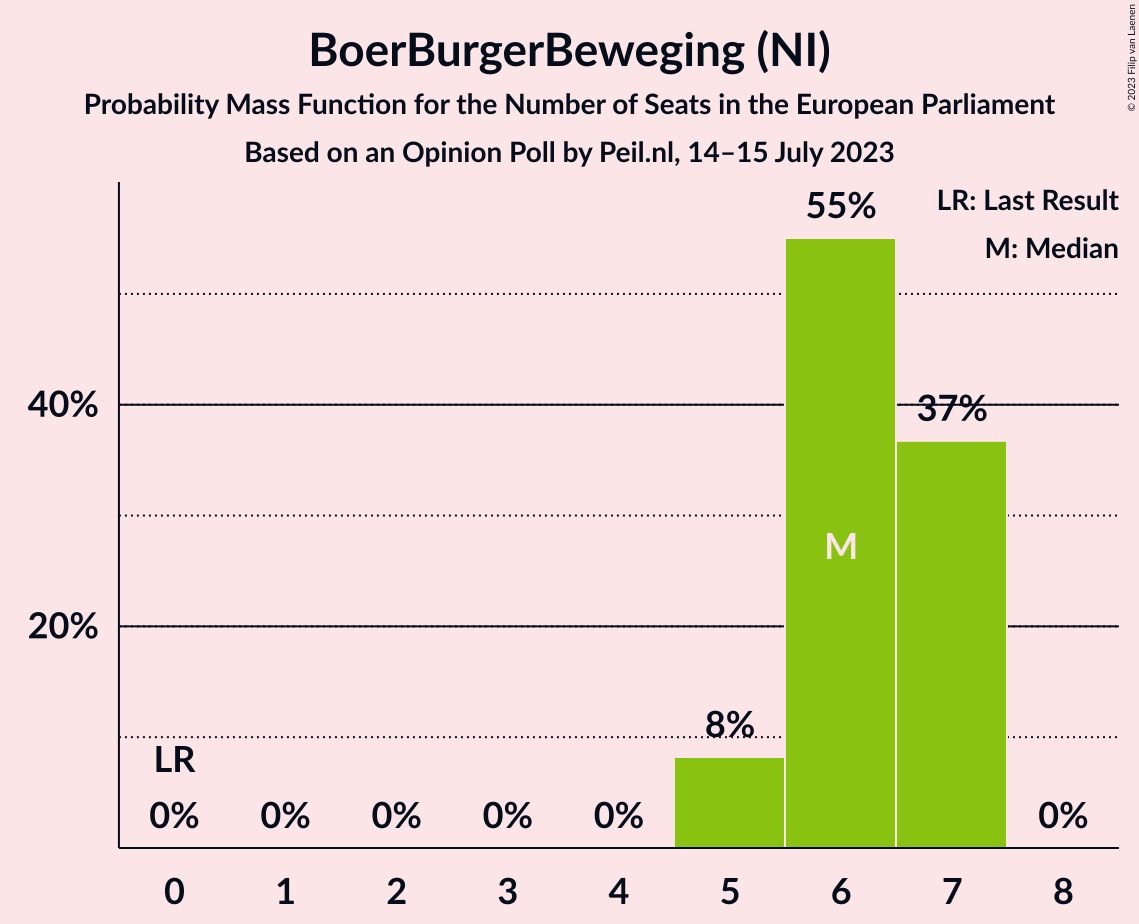 BoerBurgerBeweging (NI)
Probability Mass Function for the Number of Seats in the European Parliament
Based on an Opinion Poll by Peil.nl, 14–15 July 2023
© 2023 Filip van Laenen
LR: Last Result
M: Median
55%
40%
37%
M
20%
8%
LR
0% 0% 0% 0% 0% 0%
0 1 2 3 4 5 6 7 8